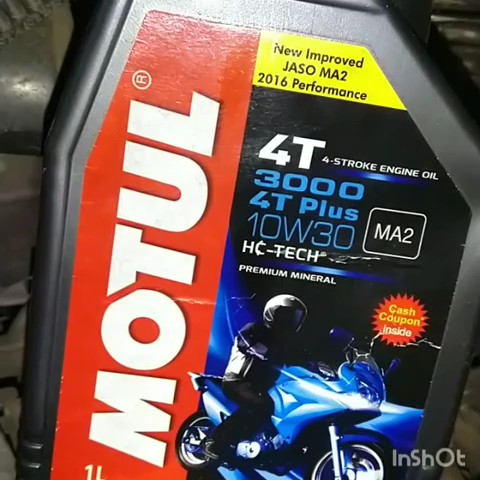 New Improved
JASO MA2
2016 Performance
MOTUL®
4T 4-STROKE ENGINE OIL
3000
4T Plus
10W30 MA2
HC-TECH®
PREMIUM MINERAL
Cash
Coupon
inside
1L
InShOt